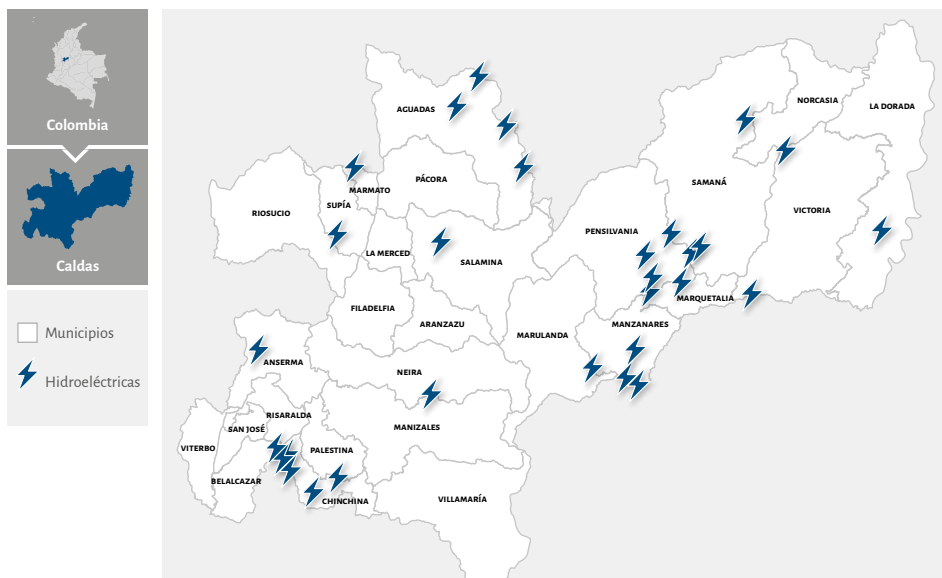 Colombia
Caldas
Municipios
Hidroeléctricas
NORCASIA
LA DORADA
AGUADAS
PÁCORA
SAMANÁ
MARMATO
SUPÍA
RIOSUCIO
VICTORIA
PENSILVANIA
LA MERCED
SALAMINA
MARQUETALIA
FILADELFIA
ARANZAZU
MANZANARES
MARULANDA
ANSERMA
NEIRA
RISARALDA
SAN JOSÉ
MANIZALES
VITERBO
PALESTINA
BELALCAZAR
CHINCHINA
VILLAMARÍA